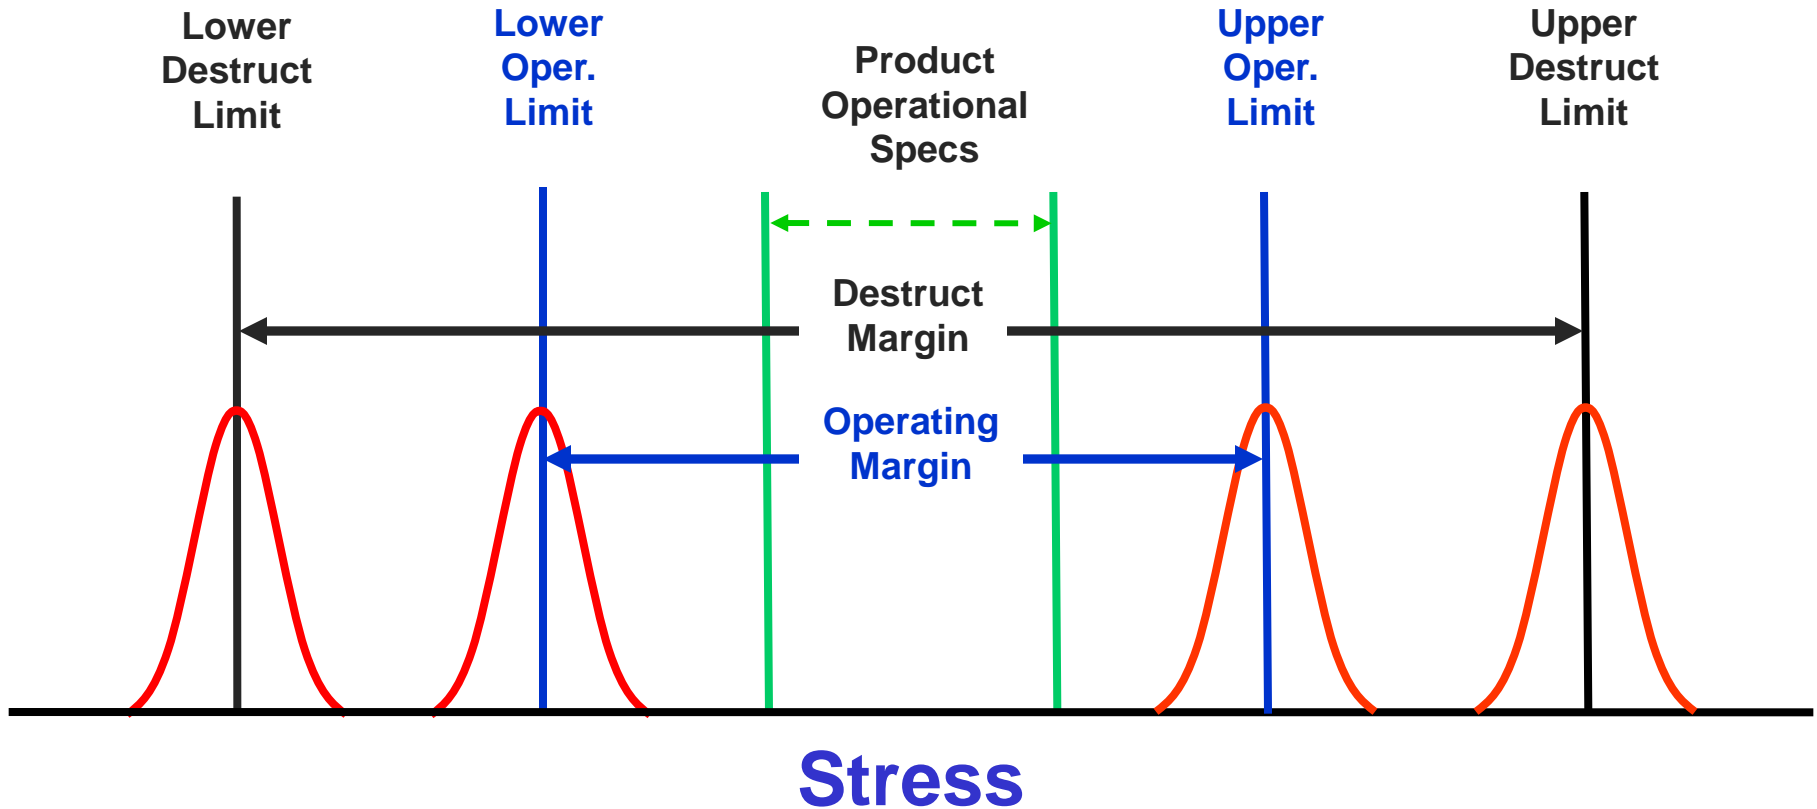 Lower
Destruct
Limit
Lower
Oper.
Limit
Product
Operational
Specs
Upper
Oper.
Limit
Upper
Destruct
Limit
Destruct
Margin
Operating
Margin
Stress